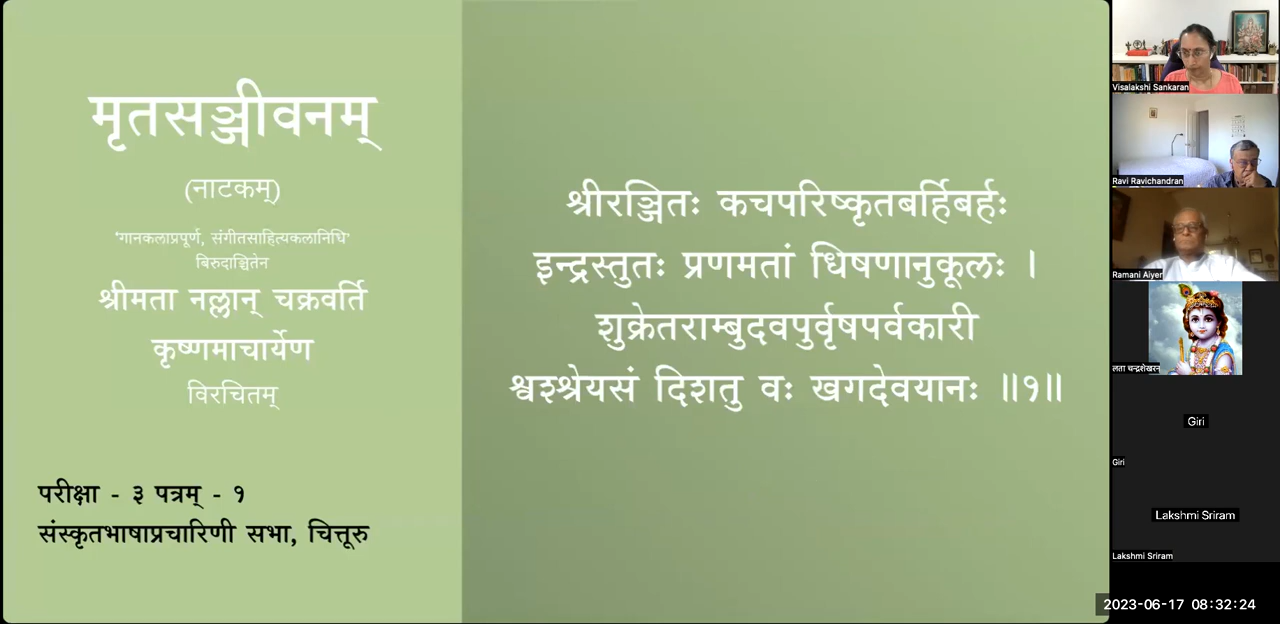 मृतसञ्जीवनम्
(नाटकम्)
'गानकलाप्रपूर्ण, संगीतसाहित्यकलानिधि'
बिरुदाञ्चितेन
श्रीमता नल्लान् चक्रवर्ति
कृष्णमाचार्येण
विरचितम्
परीक्षा - ३ पत्रम् - १
संस्कृतभाषाप्रचारिणी सभा, चित्तूरु
श्रीरञ्जितः कचपरिष्कृतबर्हिबर्हः
इन्द्रस्तुतः प्रणमतां धिषणानुकूलः ।
शुक्रेतराम्बुदवपुर्वृषपर्वकारी
श्वश्श्रेयसं दिशतु वः खगदेवयानः ॥१॥
Visalakshi Sankaran
Ravi Ravichandran
Ramani Aiyer
लता चन्द्रशेखरन
Giri
Giri
Lakshmi Sriram
Lakshmi Sriram
2023-06-17 08:32:24